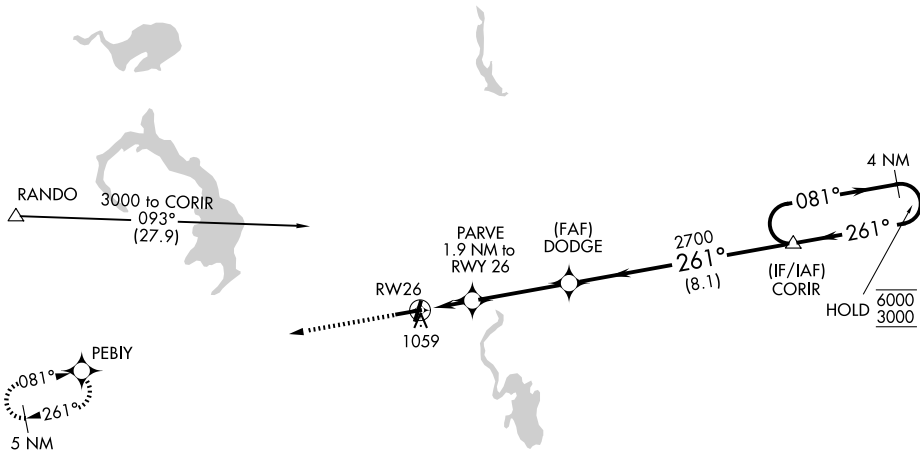 RANDO
3000 to CORIR
093°
(27.9)
4 NM
081°
261°
HOLD
6000
3000
(IF/IAF)
CORIR
2700
261°
(8.1)
(FAF)
DODGE
PARVE
1.9 NM to
RWY 26
RW26
1059
PEBIY
081°
261°
5 NM